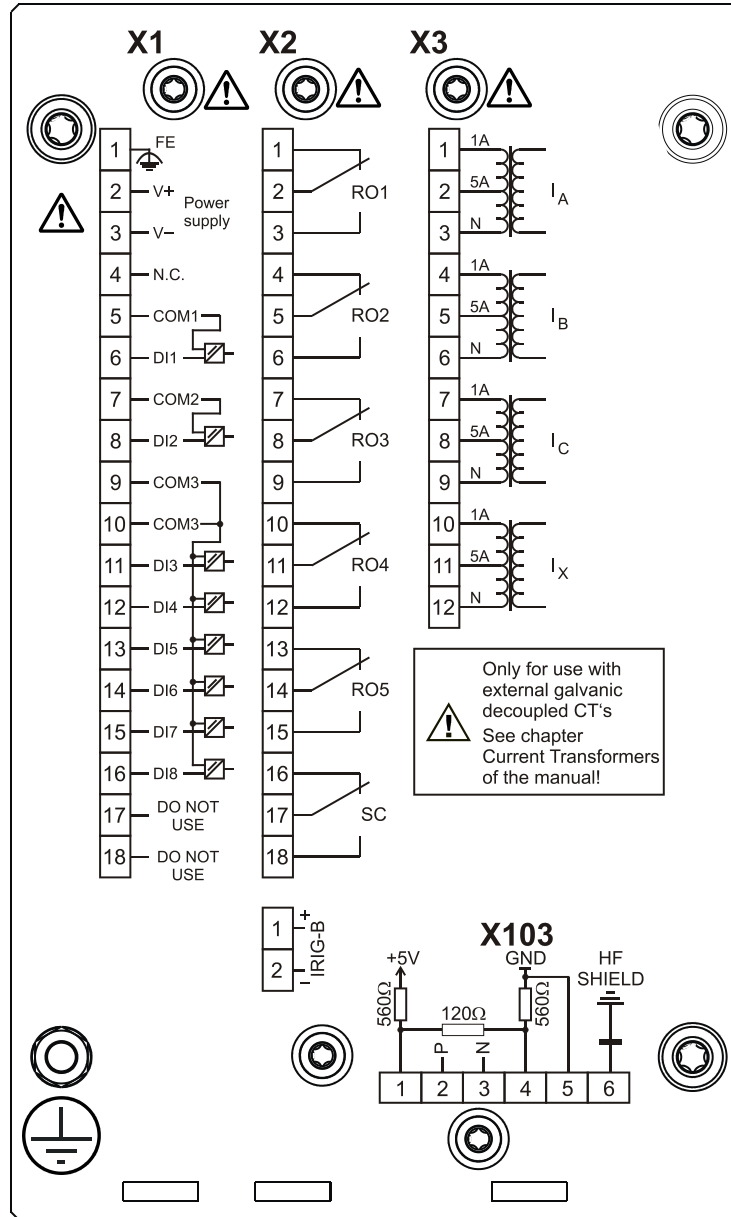 X1
X2
X3
1 FE
2 V+
Power
supply
3 V–
4 N.C.
5 COM1
6 DI1
7 COM2
8 DI2
9 COM3
10 COM3
11 DI3
12 DI4
13 DI5
14 DI6
15 DI7
16 DI8
17 DO NOT
USE
18 DO NOT
USE
1
2 RO1
3
4
5 RO2
6
7
8 RO3
9
10
11 RO4
12
13
14 RO5
15
16
17 SC
18
1 +
2 –
IRIG-B
1 1A
2 5A IA
3 N
4 1A
5 5A IB
6 N
7 1A
8 5A IC
9 N
10 1A
11 5A IX
12 N
Only for use with
external galvanic
decoupled CT‘s
See chapter
Current Transformers
of the manual!
X103
+5V GND HF
SHIELD
560Ω 120Ω 560Ω
P N
1 2 3 4 5 6